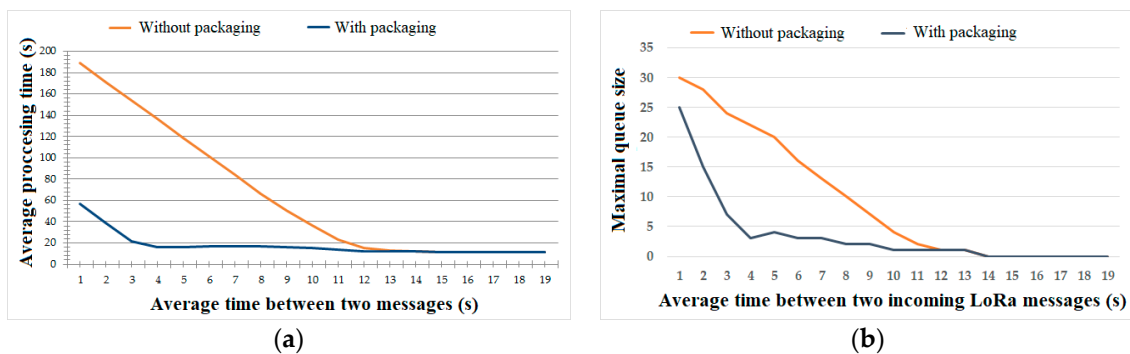 Without packaging With packaging
Average proccesing time (s)
200
180
160
140
120
100
80
60
40
20
0
1 2 3 4 5 6 7 8 9 10 11 12 13 14 15 16 17 18 19
Average time between two messages (s)
(a)
Without packaging With packaging
Maximal queue size
35
30
25
20
15
10
5
0
1 2 3 4 5 6 7 8 9 10 11 12 13 14 15 16 17 18 19
Average time between two incoming LoRa messages (s)
(b)